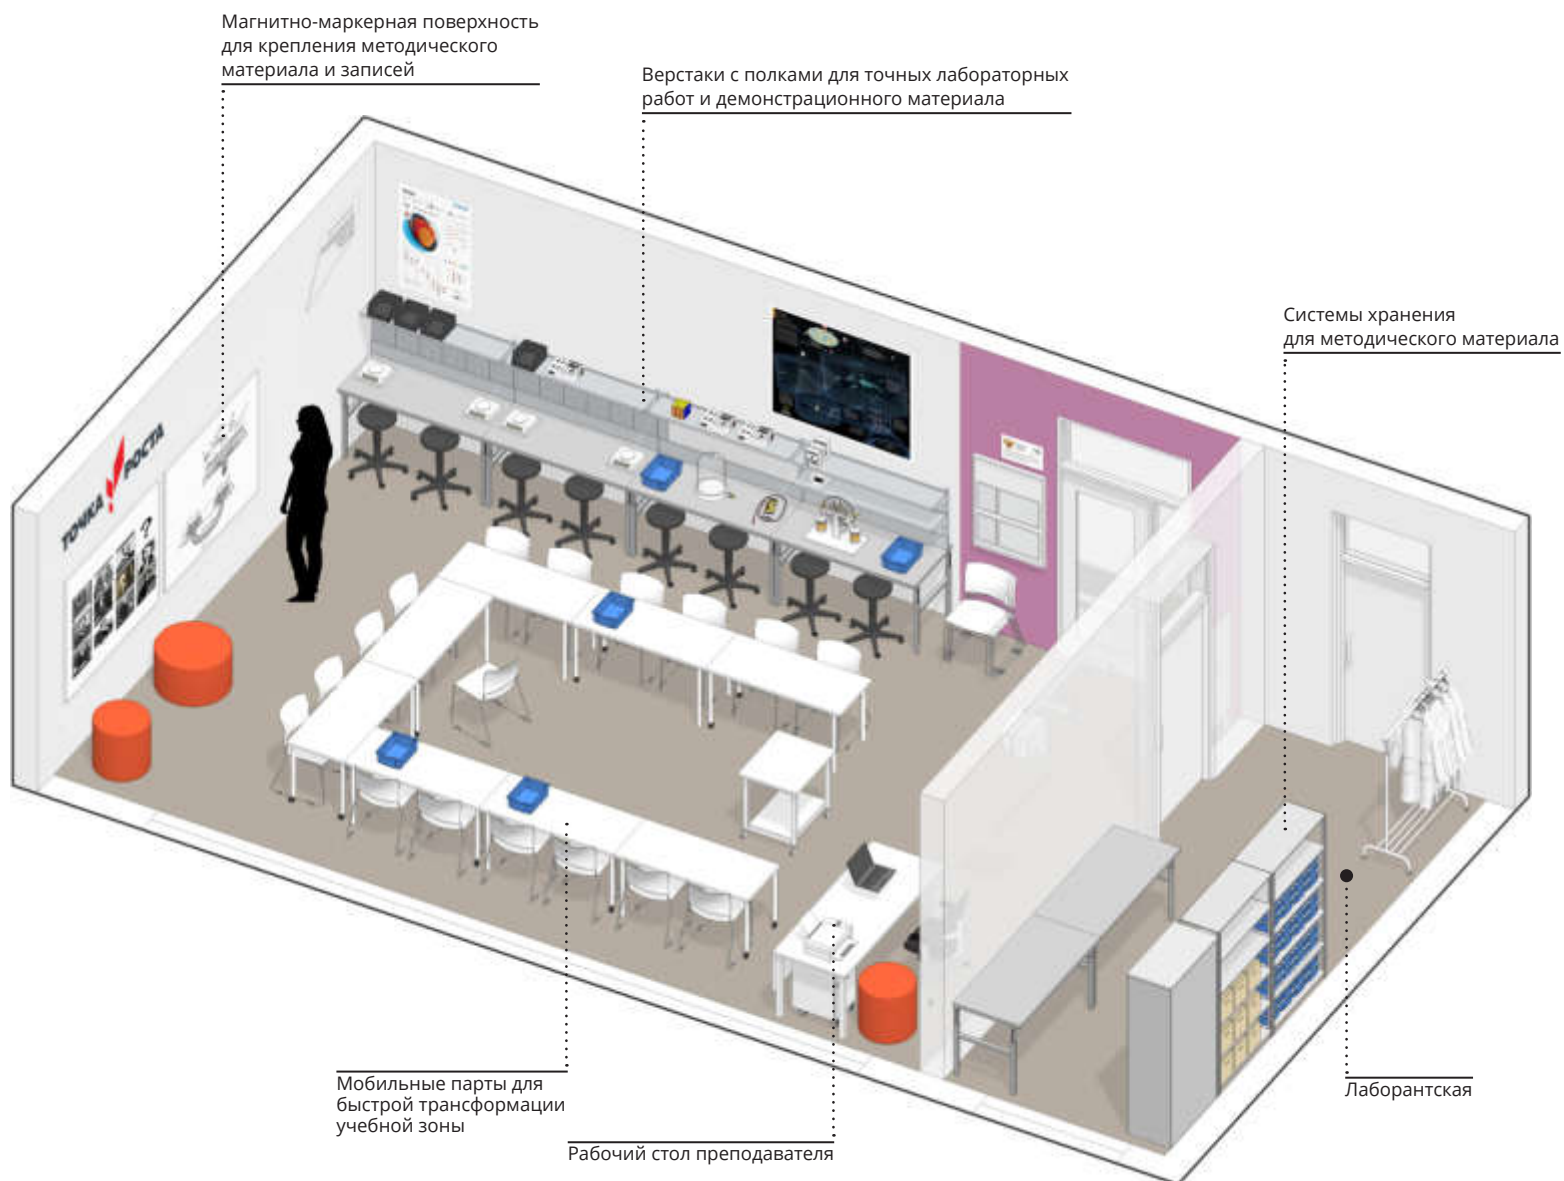 Магнитно-маркерная поверхность
для крепления методического
материала и записей
Верстаки с полками для точных лабораторных
работ и демонстрационного материала
Системы хранения
для методического материала
ТОЧКА РОСТА
?
Мобильные парты для
быстрой трансформации
учебной зоны
Рабочий стол преподавателя
Лаборантская